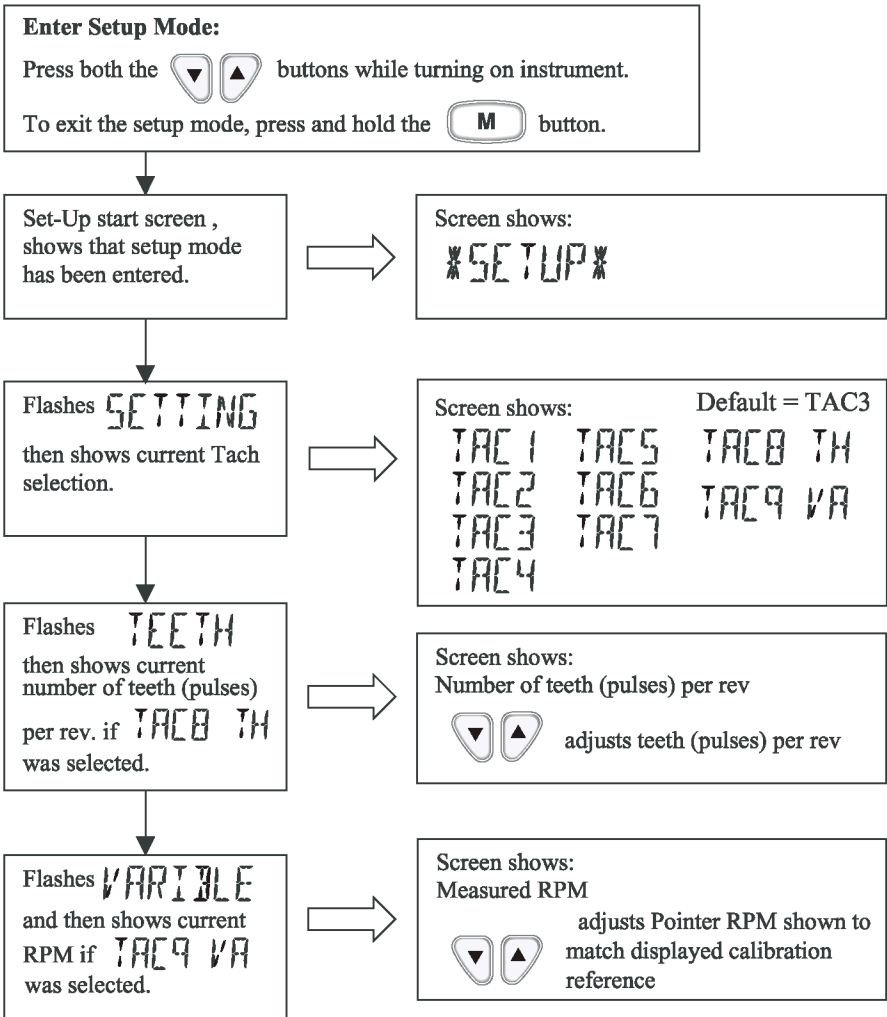 Enter Setup Mode:
Press both the ▼ ▲ buttons while turning on instrument.
To exit the setup mode, press and hold the M button.
Set-Up start screen ,
shows that setup mode
has been entered.
Screen shows:
*SETUP*
Flashes SETTING
then shows current Tach
selection.
Screen shows: Default = TAC3
TAC1 TAC5 TAC8 TH
TAC2 TAC6 TAC9 VA
TAC3 TAC7
TAC4
Flashes TEETH
then shows current
number of teeth (pulses)
per rev. if TAC8 TH
was selected.
Screen shows:
Number of teeth (pulses) per rev
▼ ▲ adjusts teeth (pulses) per rev
Flashes VARIBLE
and then shows current
RPM if TAC9 VA
was selected.
Screen shows:
Measured RPM
adjusts Pointer RPM shown to
▼ ▲ match displayed calibration
reference